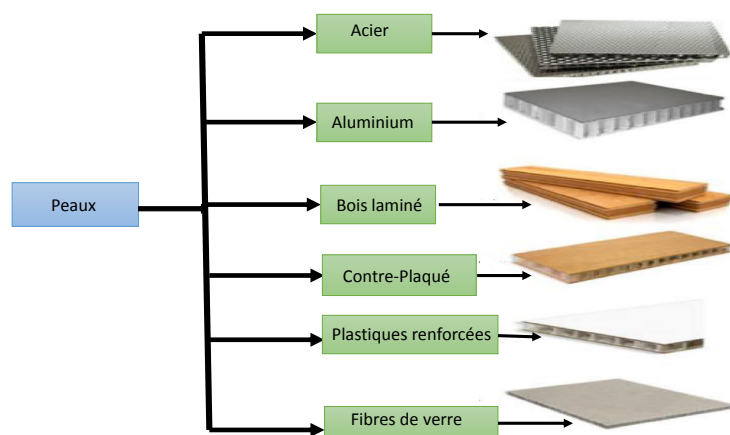 Acier
Aluminium
Peaux
Bois laminé
Contre-Plaqué
Plastiques renforcées
Fibres de verre